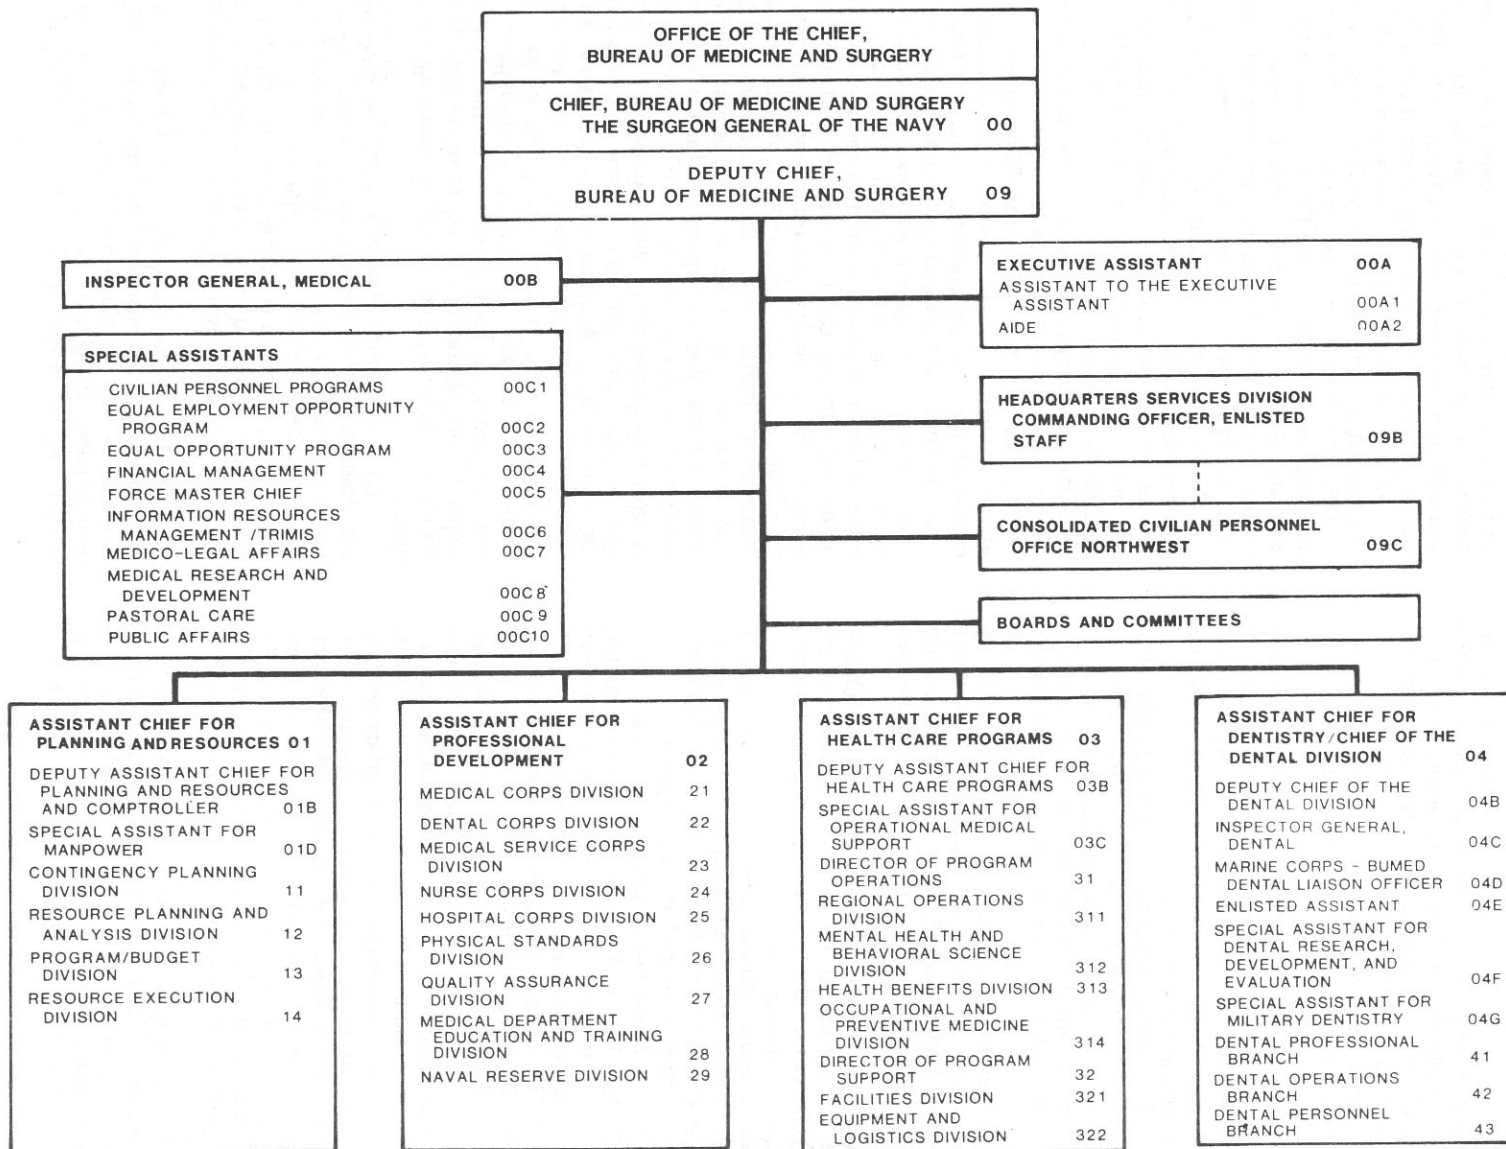 OFFICE OF THE CHIEF,
BUREAU OF MEDICINE AND SURGERY
CHIEF, BUREAU OF MEDICINE AND SURGERY
THE SURGEON GENERAL OF THE NAVY 00
DEPUTY CHIEF,
BUREAU OF MEDICINE AND SURGERY 09
INSPECTOR GENERAL, MEDICAL 00B
SPECIAL ASSISTANTS
CIVILIAN PERSONNEL PROGRAMS 00C1
EQUAL EMPLOYMENT OPPORTUNITY
PROGRAM 00C2
EQUAL OPPORTUNITY PROGRAM 00C3
FINANCIAL MANAGEMENT 00C4
FORCE MASTER CHIEF 00C5
INFORMATION RESOURCES
MANAGEMENT /TRIMIS 00C6
MEDICO-LEGAL AFFAIRS 00C7
MEDICAL RESEARCH AND
DEVELOPMENT 00C8
PASTORAL CARE 00C9
PUBLIC AFFAIRS 00C10
EXECUTIVE ASSISTANT 00A
ASSISTANT TO THE EXECUTIVE
ASSISTANT 00A1
AIDE 00A2
HEADQUARTERS SERVICES DIVISION
COMMANDING OFFICER, ENLISTED
STAFF 09B
CONSOLIDATED CIVILIAN PERSONNEL
OFFICE NORTHWEST 09C
BOARDS AND COMMITTEES
ASSISTANT CHIEF FOR
PLANNING AND RESOURCES 01
DEPUTY ASSISTANT CHIEF FOR
PLANNING AND RESOURCES
AND COMPTROLLER 01B
SPECIAL ASSISTANT FOR
MANPOWER 01D
CONTINGENCY PLANNING
DIVISION 11
RESOURCE PLANNING AND
ANALYSIS DIVISION 12
PROGRAM/BUDGET
DIVISION 13
RESOURCE EXECUTION
DIVISION 14
ASSISTANT CHIEF FOR
PROFESSIONAL
DEVELOPMENT 02
MEDICAL CORPS DIVISION 21
DENTAL CORPS DIVISION 22
MEDICAL SERVICE CORPS
DIVISION 23
NURSE CORPS DIVISION 24
HOSPITAL CORPS DIVISION 25
PHYSICAL STANDARDS
DIVISION 26
QUALITY ASSURANCE
DIVISION 27
MEDICAL DEPARTMENT
EDUCATION AND TRAINING
DIVISION 28
NAVAL RESERVE DIVISION 29
ASSISTANT CHIEF FOR
HEALTH CARE PROGRAMS 03
DEPUTY ASSISTANT CHIEF FOR
HEALTH CARE PROGRAMS 03B
SPECIAL ASSISTANT FOR
OPERATIONAL MEDICAL
SUPPORT 03C
DIRECTOR OF PROGRAM
OPERATIONS 31
REGIONAL OPERATIONS
DIVISION 311
MENTAL HEALTH AND
BEHAVIORAL SCIENCE
DIVISION 312
HEALTH BENEFITS DIVISION 313
OCCUPATIONAL AND
PREVENTIVE MEDICINE
DIVISION 314
DIRECTOR OF PROGRAM
SUPPORT 32
FACILITIES DIVISION 321
EQUIPMENT AND
LOGISTICS DIVISION 322
ASSISTANT CHIEF FOR
DENTISTRY/CHIEF OF THE
DENTAL DIVISION 04
DEPUTY CHIEF OF THE
DENTAL DIVISION 04B
INSPECTOR GENERAL,
DENTAL 04C
MARINE CORPS - BUMED
DENTAL LIAISON OFFICER 04D
ENLISTED ASSISTANT 04E
SPECIAL ASSISTANT FOR
DENTAL RESEARCH,
DEVELOPMENT, AND
EVALUATION 04F
SPECIAL ASSISTANT FOR
MILITARY DENTISTRY 04G
DENTAL PROFESSIONAL
BRANCH 41
DENTAL OPERATIONS
BRANCH 42
DENTAL PERSONNEL
BRANCH 43